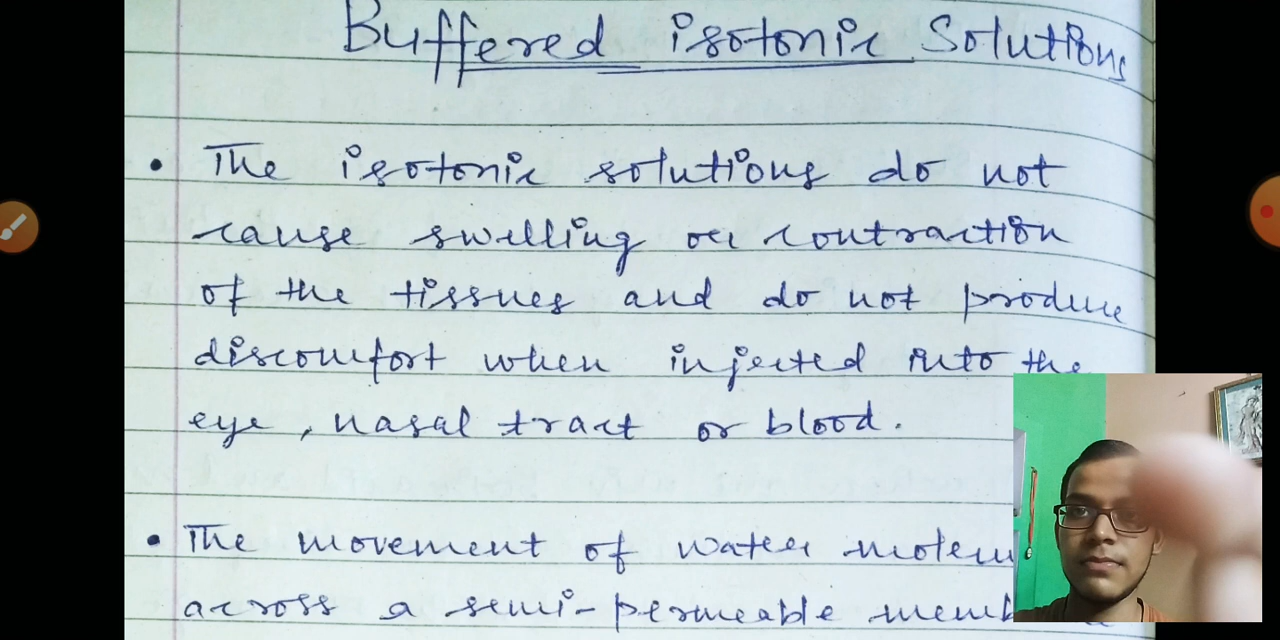 Buffered isotonic Solutions
• The isotonic solutions do not
cause swelling or contraction
of the tissues and do not produce
discomfort when injected into the
eye, nasal tract or blood.
• The movement of water
across a semi-permeable